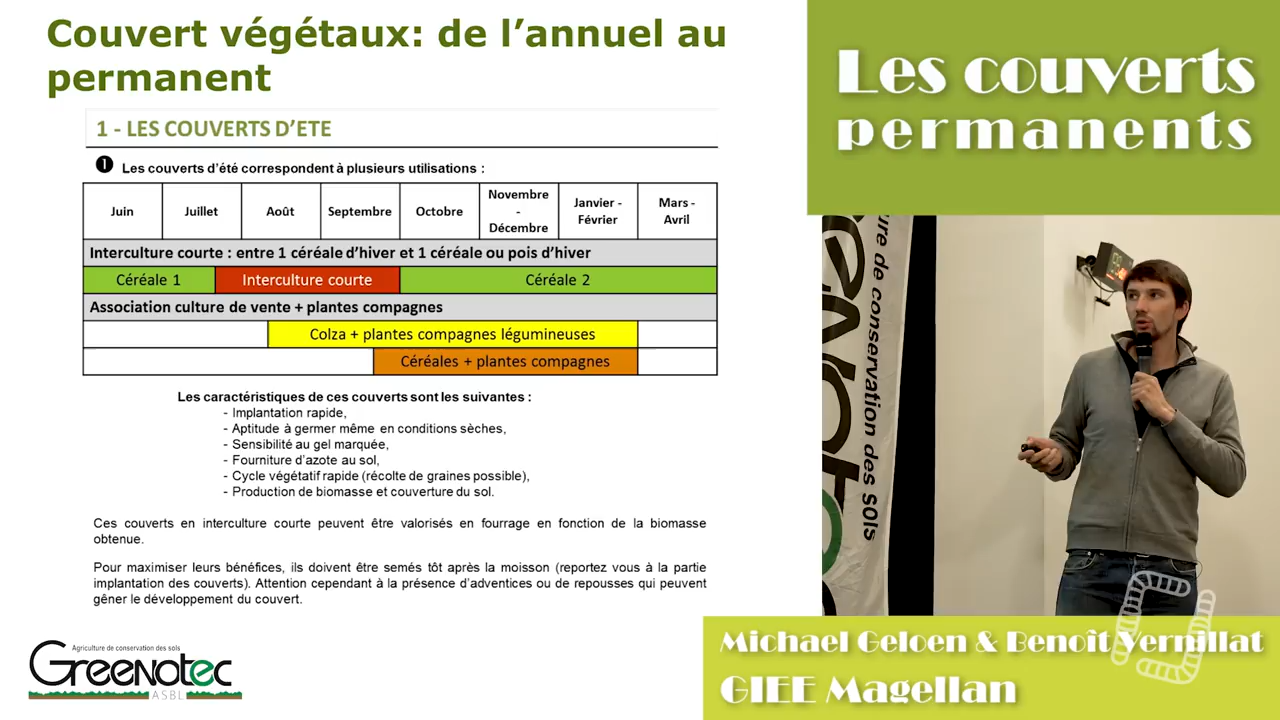 Couvert végétaux: de l’annuel au
permanent
1 - LES COUVERTS D’ETE
❶ Les couverts d’été correspondent à plusieurs utilisations :
Juin
Juillet
Août
Septembre
Octobre
Novembre
-
Décembre
Janvier -
Février
Mars -
Avril
Interculture courte : entre 1 céréale d’hiver et 1 céréale ou pois d’hiver
Céréale 1
Interculture courte
Céréale 2
Association culture de vente + plantes compagnes
Colza + plantes compagnes légumineuses
Céréales + plantes compagnes
Les caractéristiques de ces couverts sont les suivantes :
- Implantation rapide,
- Aptitude à germer même en conditions sèches,
- Sensibilité au gel marquée,
- Fourniture d’azote au sol,
- Cycle végétatif rapide (récolte de graines possible),
- Production de biomasse et couverture du sol.
Ces couverts en interculture courte peuvent être valorisés en fourrage en fonction de la biomasse
obtenue.
Pour maximiser leurs bénéfices, ils doivent être semés tôt après la moisson (reportez vous à la partie
implantation des couverts). Attention cependant à la présence d’adventices ou de repousses qui peuvent
gêner le développement du couvert.
Agriculture de conservation des sols
Greenotec
ASBL
Les couverts
permanents
ure de conservation des sols
Michael Geloen & Benoît Vernillat
GIEE Magellan